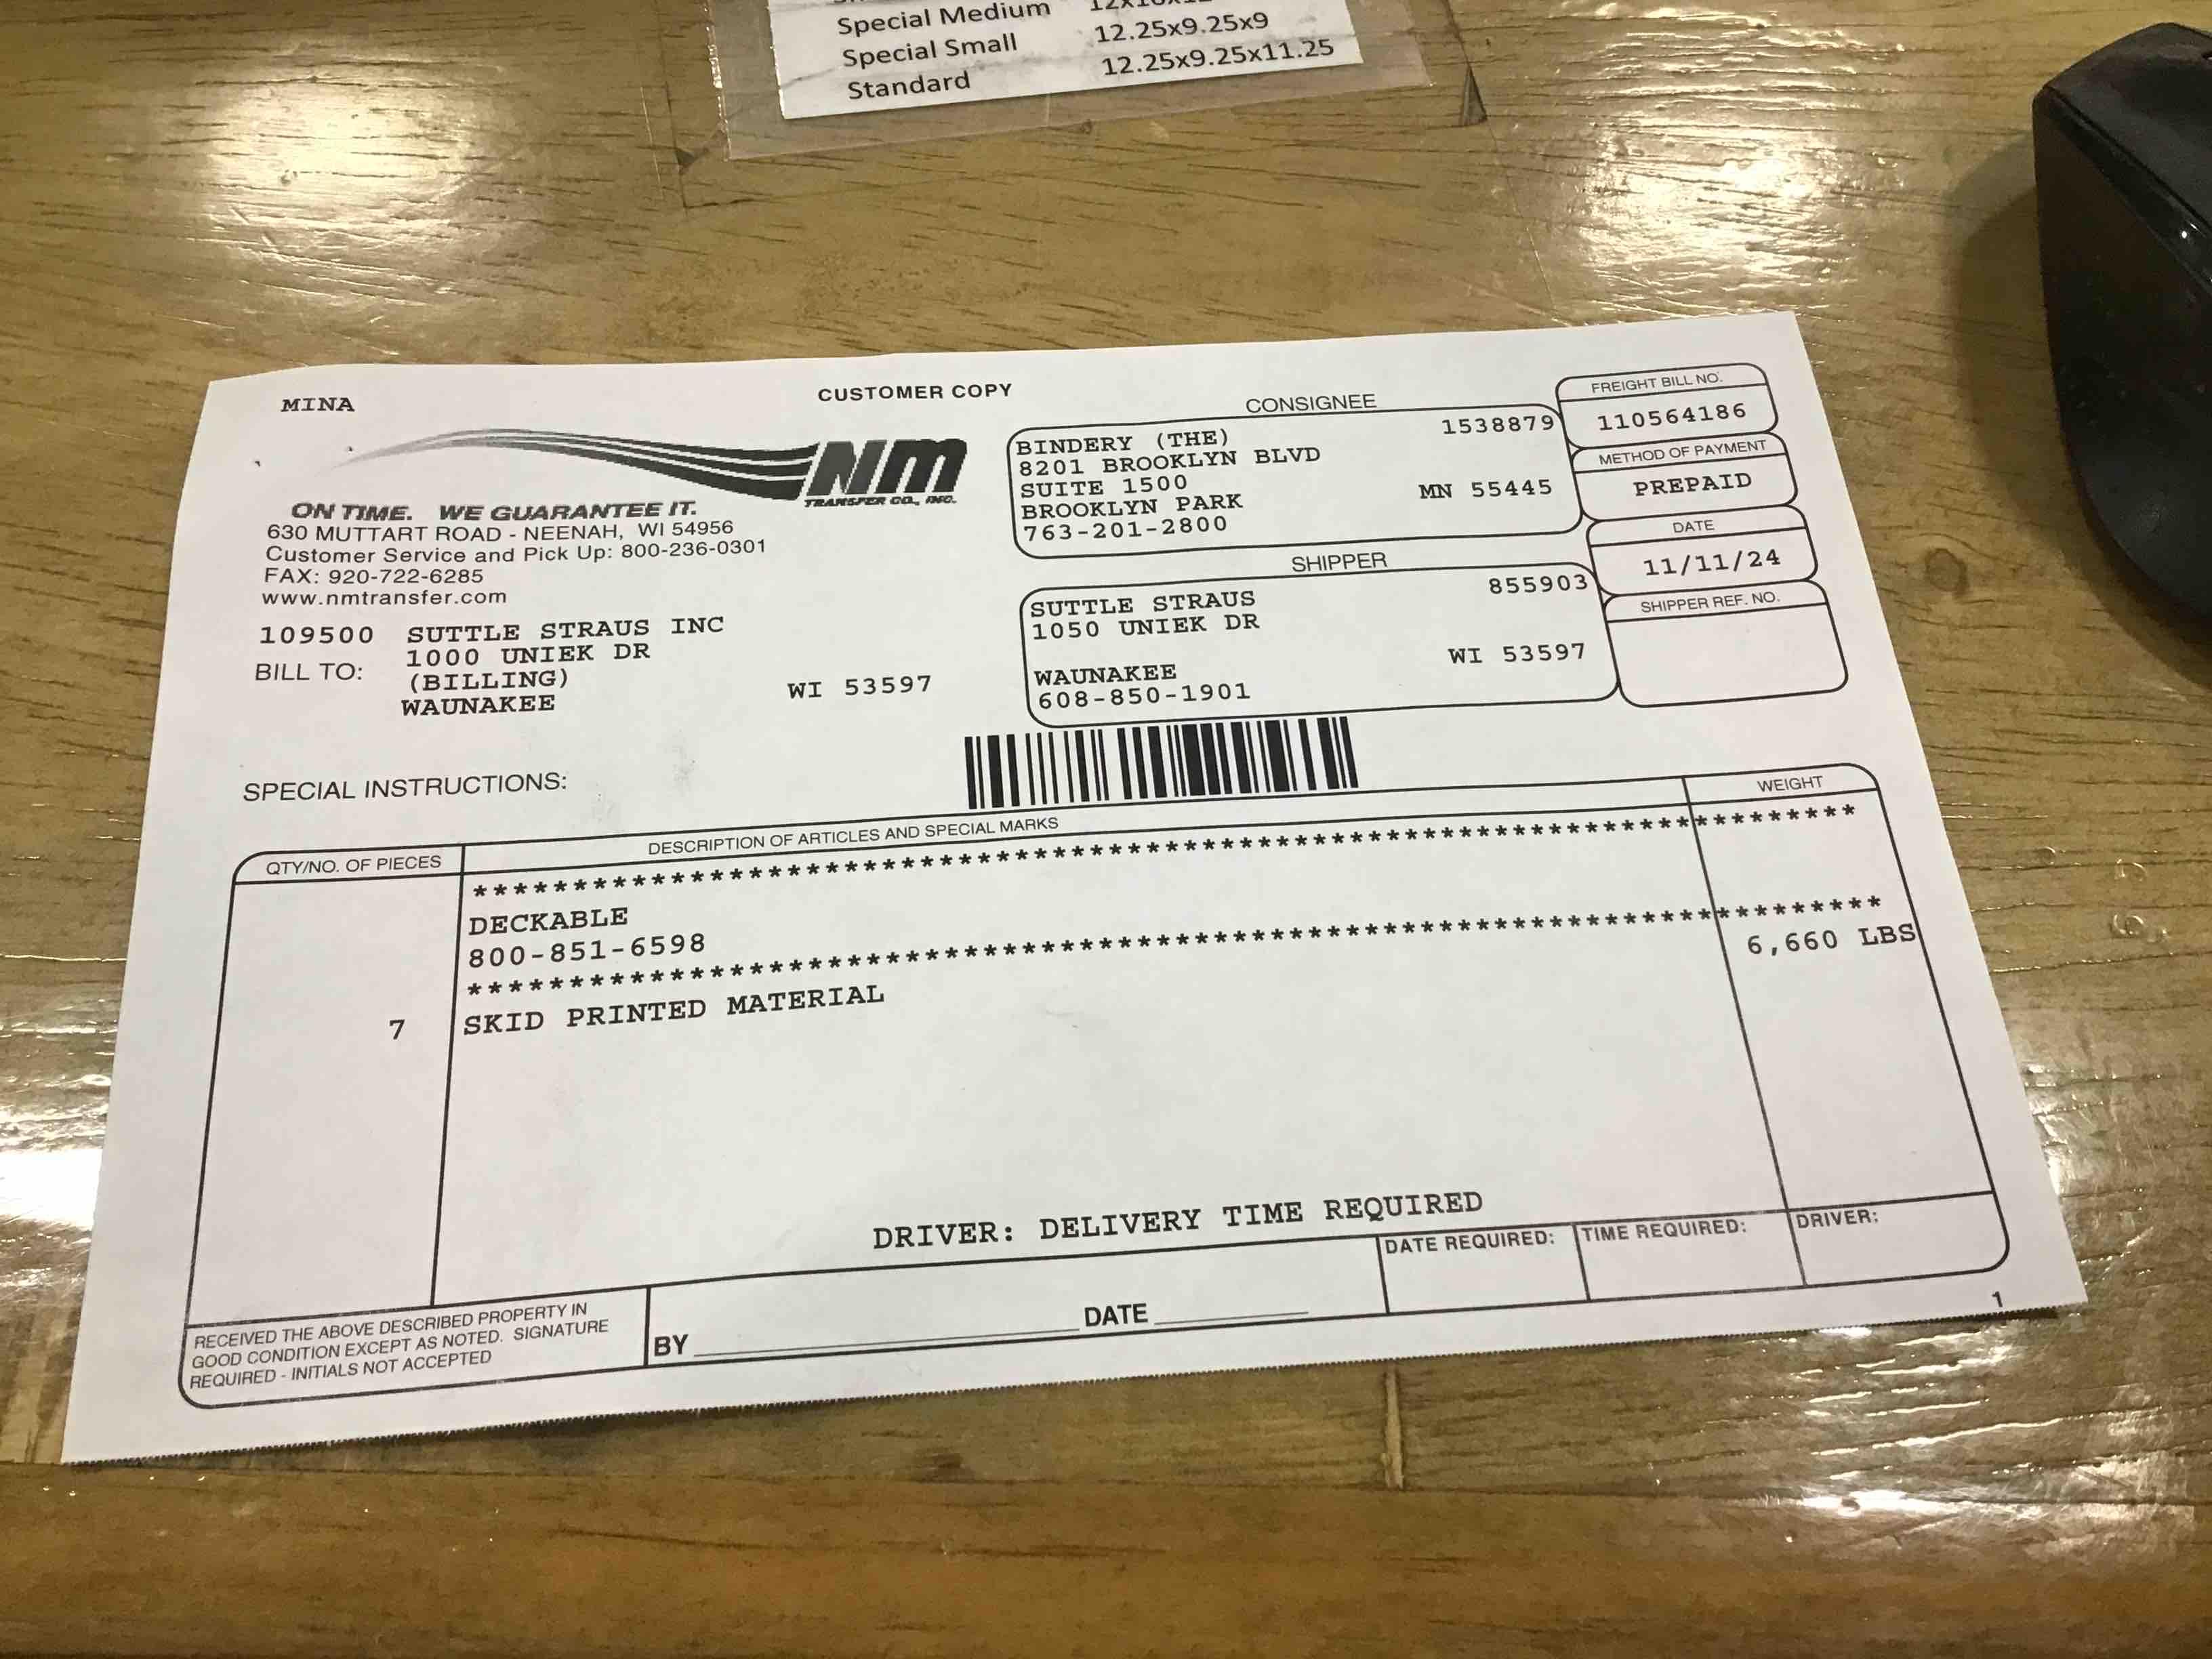 Special Medium
Special Small 12.25x9.25x9
Standard 12.25x9.25x11.25
MINA
CUSTOMER COPY
NM
TRANSFER CO., INC.
ON TIME. WE GUARANTEE IT.
630 MUTTART ROAD - NEENAH, WI 54956
Customer Service and Pick Up: 800-236-0301
FAX: 920-722-6285
www.nmtransfer.com
109500 SUTTLE STRAUS INC
BILL TO: 1000 UNIEK DR
(BILLING)
WAUNAKEE WI 53597
CONSIGNEE
BINDERY (THE) 1538879
8201 BROOKLYN BLVD
SUITE 1500
BROOKLYN PARK MN 55445
763-201-2800
SHIPPER
SUTTLE STRAUS 855903
1050 UNIEK DR
WAUNAKEE WI 53597
608-850-1901
FREIGHT BILL NO.
110564186
METHOD OF PAYMENT
PREPAID
DATE
11/11/24
SHIPPER REF. NO.
SPECIAL INSTRUCTIONS:
QTY/NO. OF PIECES DESCRIPTION OF ARTICLES AND SPECIAL MARKS WEIGHT
**********************************************************************
DECKABLE
800-851-6598
**********************************************************************
7 SKID PRINTED MATERIAL 6,660 LBS
DRIVER: DELIVERY TIME REQUIRED
RECEIVED THE ABOVE DESCRIBED PROPERTY IN
GOOD CONDITION EXCEPT AS NOTED. SIGNATURE
REQUIRED - INITIALS NOT ACCEPTED
BY DATE
DATE REQUIRED: TIME REQUIRED: DRIVER:
1